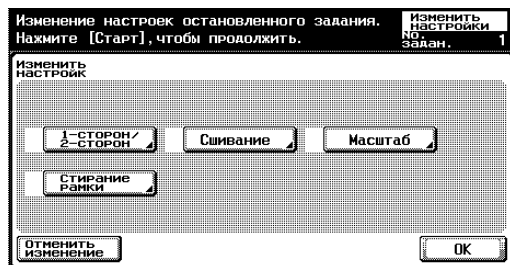 Изменение настроек остановленного задания.
Нажмите [Старт],чтобы продолжить.
Изменить
настройки
No.
задан. 1
Изменить
настройк
1-сторон/
2-сторон
Сшивание
Масштаб
Стирание
рамки
Отменить
изменение
OK